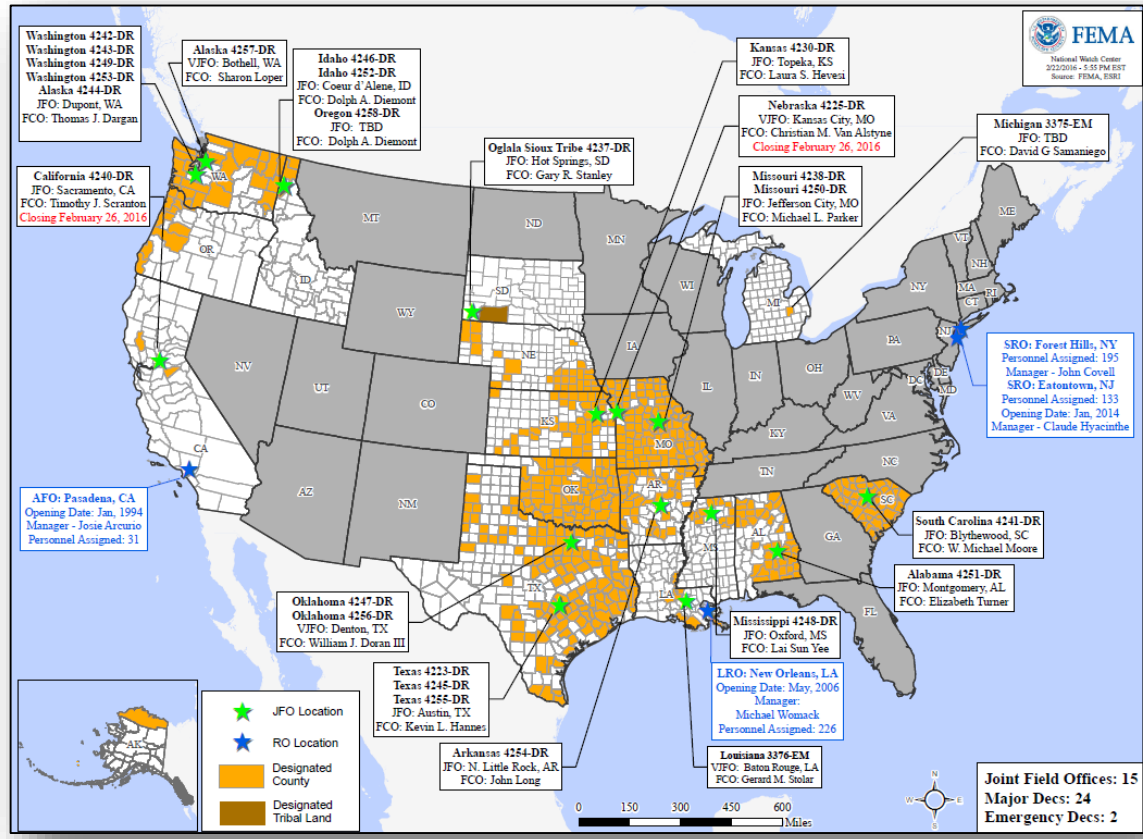 FEMA
National Watch Center
2/22/2016 - 5:55 PM EST
Source: FEMA, ESRI
Washington 4242-DR
Washington 4243-DR
Washington 4249-DR
Washington 4253-DR
Alaska 4244-DR
JFO: Dupont, WA
FCO: Thomas J. Dargan
Alaska 4257-DR
VJFO: Bothell, WA
FCO: Sharon Loper
Idaho 4246-DR
Idaho 4252-DR
JFO: Coeur d'Alene, ID
FCO: Dolph A. Diemont
Oregon 4258-DR
JFO: TBD
FCO: Dolph A. Diemont
Kansas 4230-DR
JFO: Topeka, KS
FCO: Laura S. Hevesi
Nebraska 4225-DR
VJFO: Kansas City, MO
FCO: Christian M. Van Alstyne
Closing February 26, 2016
Michigan 3375-EM
JFO: TBD
FCO: David G Samaniego
Oglala Sioux Tribe 4237-DR
JFO: Hot Springs, SD
FCO: Gary R. Stanley
Missouri 4238-DR
Missouri 4250-DR
JFO: Jefferson City, MO
FCO: Michael L. Parker
California 4240-DR
JFO: Sacramento, CA
FCO: Timothy J. Scranton
Closing February 26, 2016
WA
MT
ND
MN
ME
OR
ID
SD
WI
MI
VT
NH
NY
MA
CT
RI
WY
IA
NE
PA
NJ
NV
UT
CO
IL
IN
OH
DE
DC
MD
WV
VA
KS
MO
KY
CA
AZ
NM
OK
AR
TN
NC
SC
TX
LA
MS
AL
GA
FL
SRO: Forest Hills, NY
Personnel Assigned: 195
Manager - John Covell
SRO: Eatontown, NJ
Personnel Assigned: 133
Opening Date: Jan, 2014
Manager - Claude Hyacinthe
AFO: Pasadena, CA
Opening Date: Jan, 1994
Manager - Josie Arcurio
Personnel Assigned: 31
South Carolina 4241-DR
JFO: Blythewood, SC
FCO: W. Michael Moore
Alabama 4251-DR
JFO: Montgomery, AL
FCO: Elizabeth Turner
Oklahoma 4247-DR
Oklahoma 4256-DR
VJFO: Denton, TX
FCO: William J. Doran III
Mississippi 4248-DR
JFO: Oxford, MS
FCO: Lai Sun Yee
Texas 4223-DR
Texas 4245-DR
Texas 4255-DR
JFO: Austin, TX
FCO: Kevin L. Hannes
LRO: New Orleans, LA
Opening Date: May, 2006
Manager:
Michael Womack
Personnel Assigned: 226
Arkansas 4254-DR
JFO: N. Little Rock, AR
FCO: John Long
Louisiana 3376-EM
VJFO: Baton Rouge, LA
FCO: Gerard M. Stolar
AK
JFO Location
RO Location
Designated
County
Designated
Tribal Land
0 150 300 450 600
Miles
N
W E
S
Joint Field Offices: 15
Major Decs: 24
Emergency Decs: 2